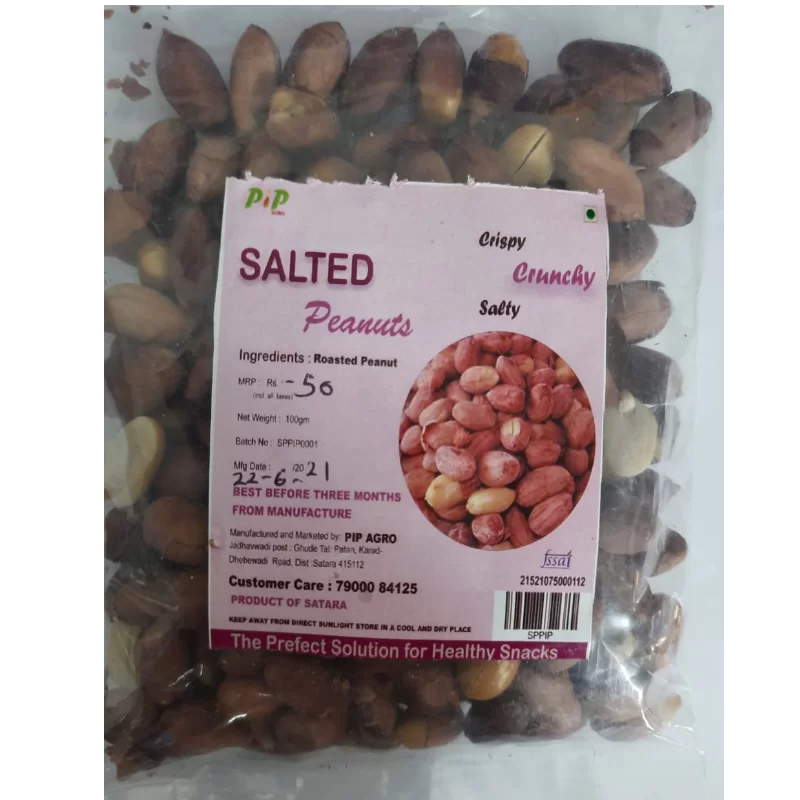 PiP
Crispy
Crunchy
Salty
SALTED
Peanuts
Ingredients : Roasted Peanut
MRP : Rs. - 50
(incl. all taxes)
Net Weight : 100gm
Batch No : SPPIP0001
Mfg Date : /20 21
22-6-
BEST BEFORE THREE MONTHS
FROM MANUFACTURE
Manufactured and Marketed by: PIP AGRO
Jadhavwadi post : Ghude Tal: Patan, Karad-
Dhebewadi Road, Dist :Satara 415112
Customer Care : 79000 84125
PRODUCT OF SATARA
KEEP AWAY FROM DIRECT SUNLIGHT STORE IN A COOL AND DRY PLACE
The Prefect Solution for Healthy Snacks
fssai
21521075000112
SPPIP